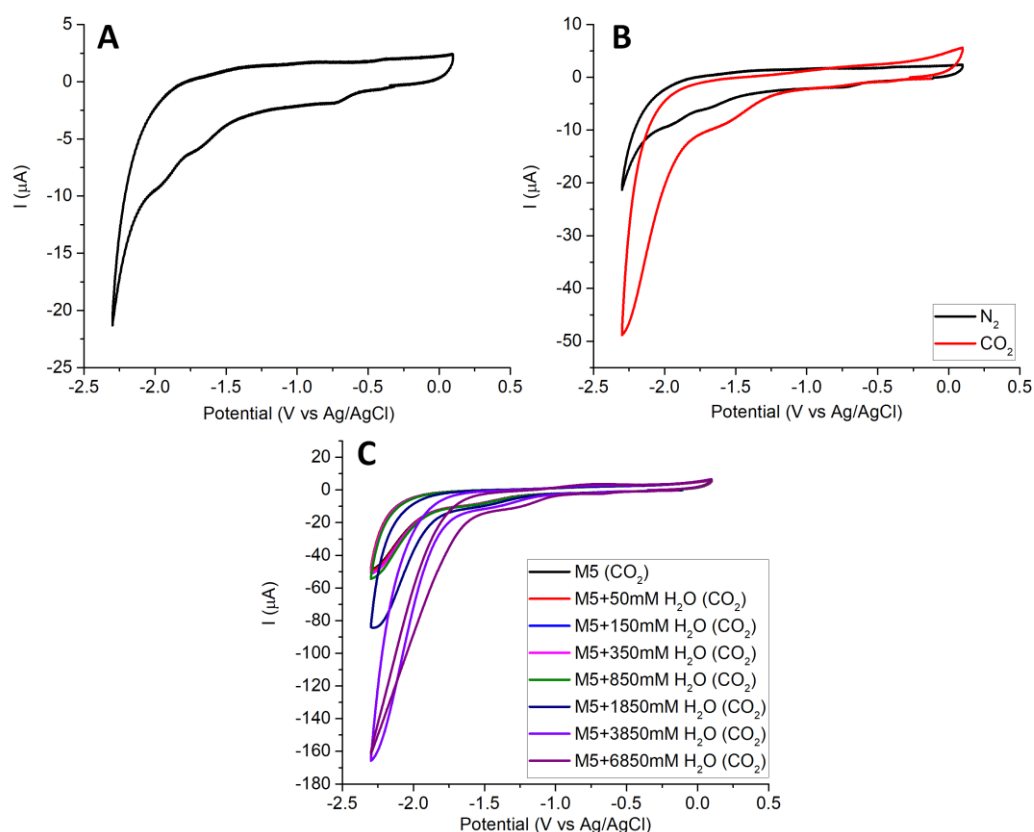 A
5
0
-5
-10
-15
-20
-25
I (μA)
-2.5
-2.0
-1.5
-1.0
-0.5
0.0
0.5
Potential (V vs Ag/AgCl)
B
10
0
-10
-20
-30
-40
-50
I (μA)
N₂
CO₂
-2.5
-2.0
-1.5
-1.0
-0.5
0.0
0.5
Potential (V vs Ag/AgCl)
C
20
0
-20
-40
-60
-80
-100
-120
-140
-160
-180
I (μA)
M5 (CO₂)
M5+50mM H₂O (CO₂)
M5+150mM H₂O (CO₂)
M5+350mM H₂O (CO₂)
M5+850mM H₂O (CO₂)
M5+1850mM H₂O (CO₂)
M5+3850mM H₂O (CO₂)
M5+6850mM H₂O (CO₂)
-2.5
-2.0
-1.5
-1.0
-0.5
0.0
0.5
Potential (V vs Ag/AgCl)